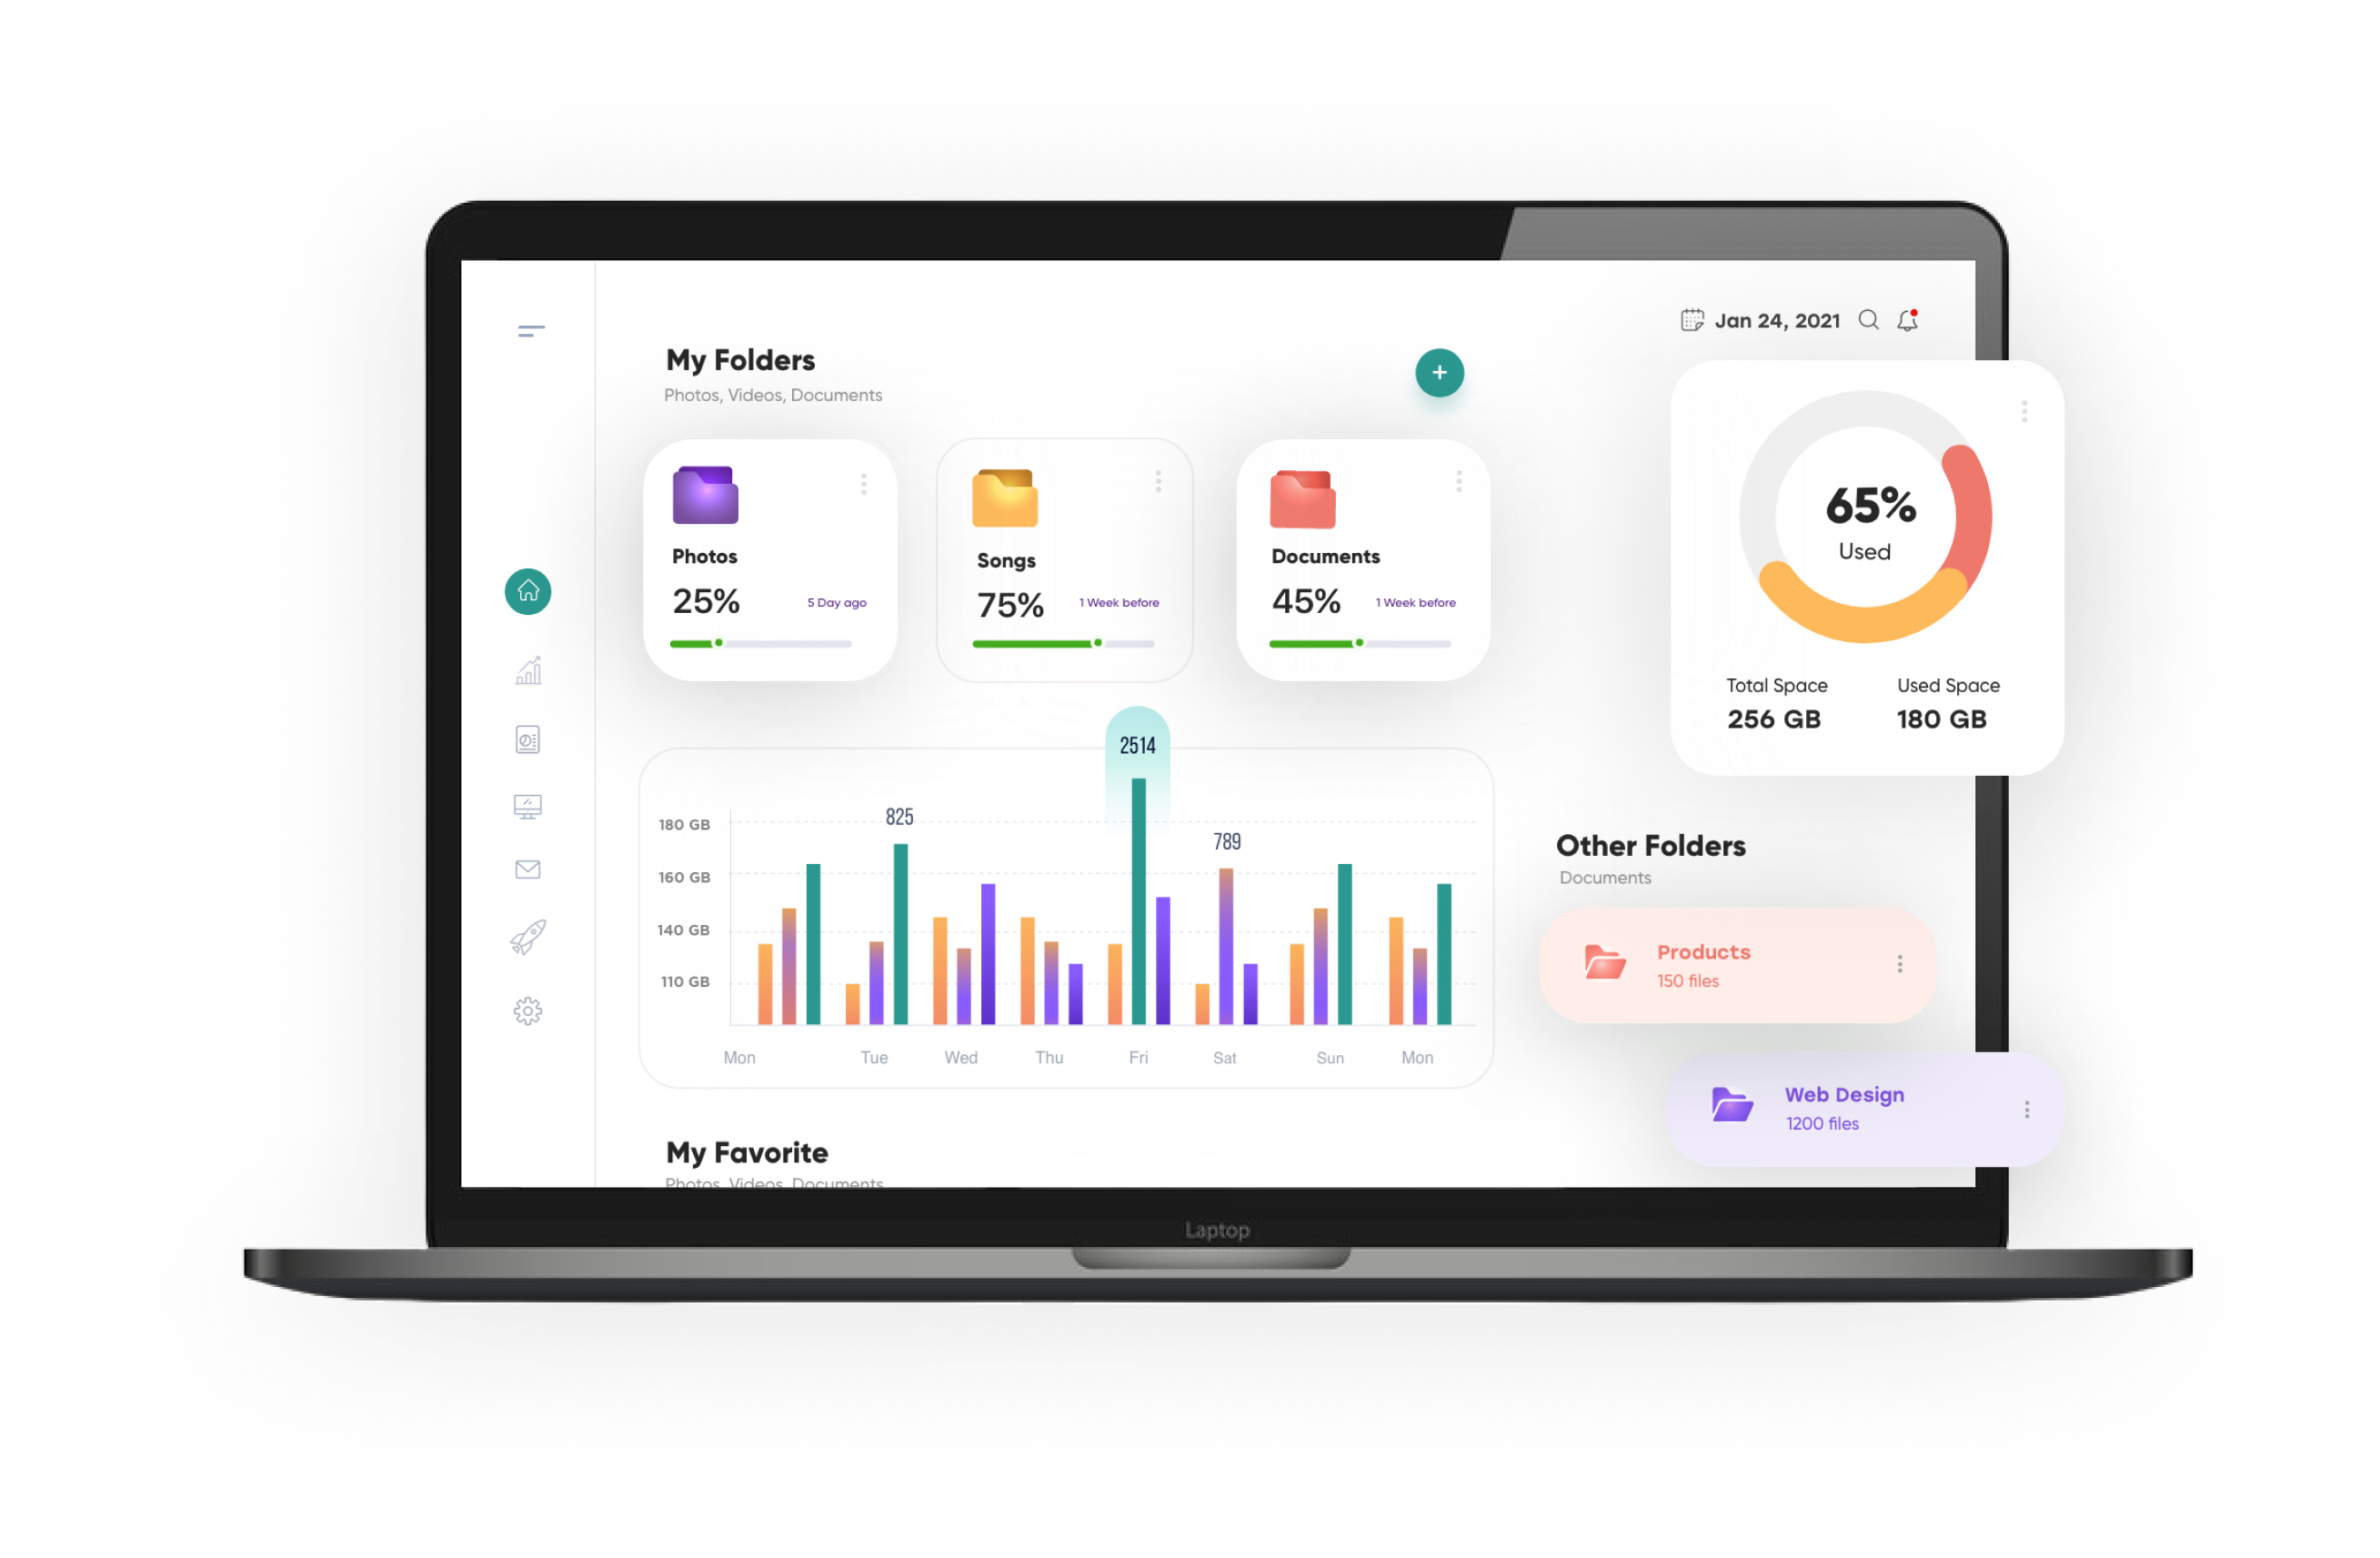 Jan 24, 2021
My Folders
Photos, Videos, Documents
+
Photos
25%
5 Day ago
Songs
75%
1 Week before
Documents
45%
1 Week before
65%
Used
Total Space
Used Space
256 GB
180 GB
2514
825
789
180 GB
160 GB
140 GB
110 GB
Mon
Tue
Wed
Thu
Fri
Sat
Sun
Mon
Other Folders
Documents
Products
150 files
Web Design
1200 files
My Favorite
Photos, Videos, Documents
Laptop